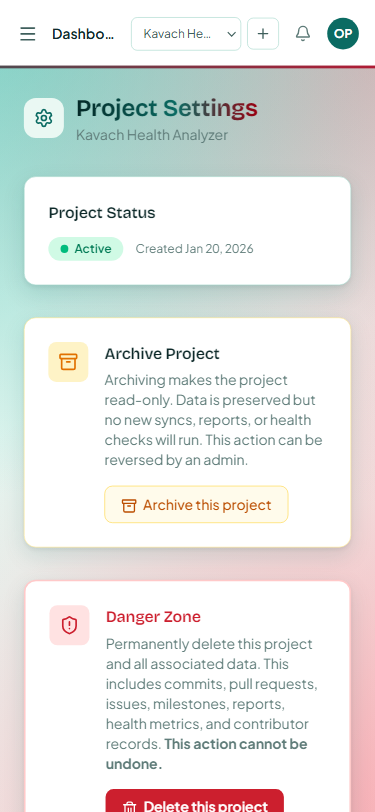 Dashbo...
Kavach He...
OP
Project Settings
Kavach Health Analyzer
Project Status
Active
Created Jan 20, 2026
Archive Project
Archiving makes the project
read-only. Data is preserved but
no new syncs, reports, or health
checks will run. This action can be
reversed by an admin.
Archive this project
Danger Zone
Permanently delete this project
and all associated data. This
includes commits, pull requests,
issues, milestones, reports,
health metrics, and contributor
records. This action cannot be
undone.
Delete this project